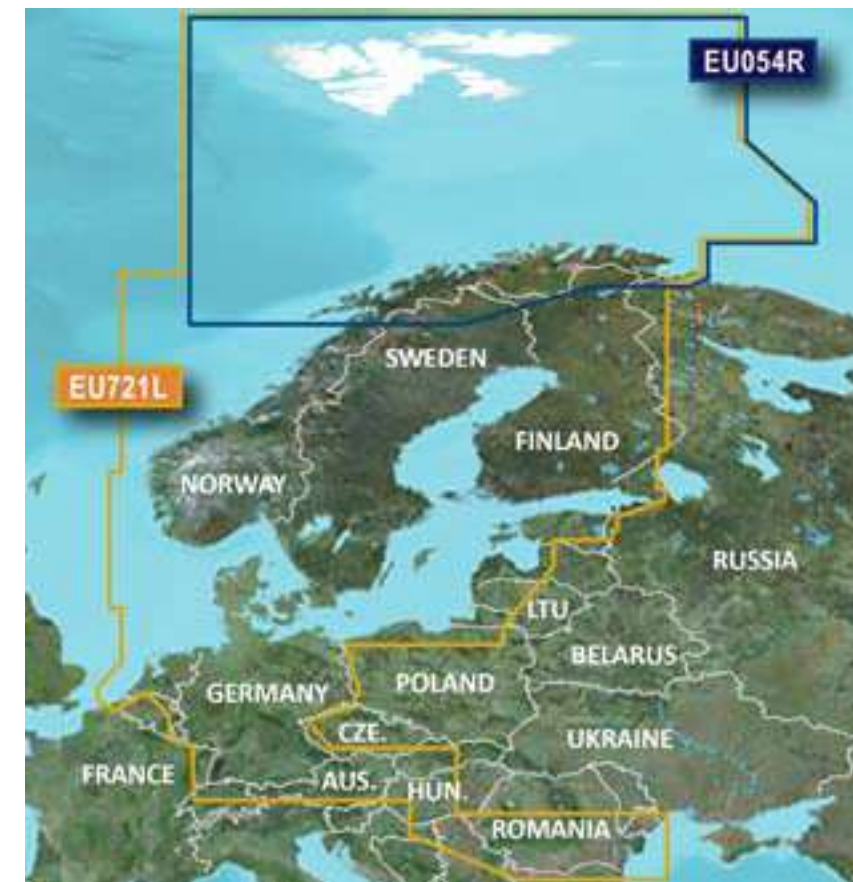 EU054R
SWEDEN
EU721L
FINLAND
NORWAY
RUSSIA
LTU
BELARUS
GERMANY
POLAND
CZE.
UKRAINE
FRANCE
AUS.
HUN.
ROMANIA